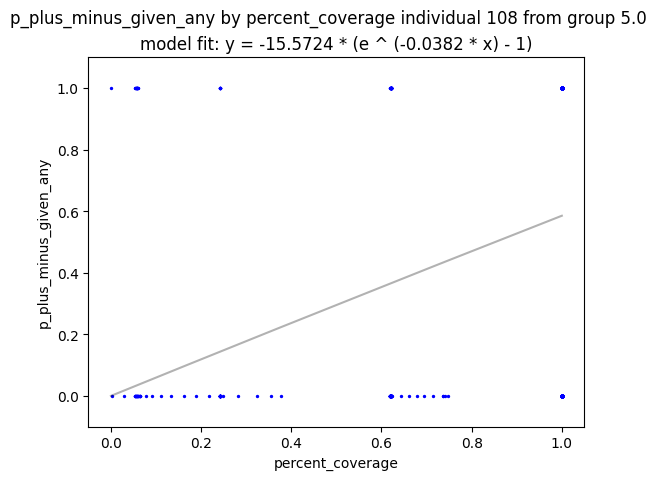 p_plus_minus_given_any by percent_coverage individual 108 from group 5.0
model fit: y = -15.5724 * (e ^ (-0.0382 * x) - 1)
1.0
0.8
0.6
0.4
0.2
0.0
p_plus_minus_given_any
0.0 0.2 0.4 0.6 0.8 1.0
percent_coverage